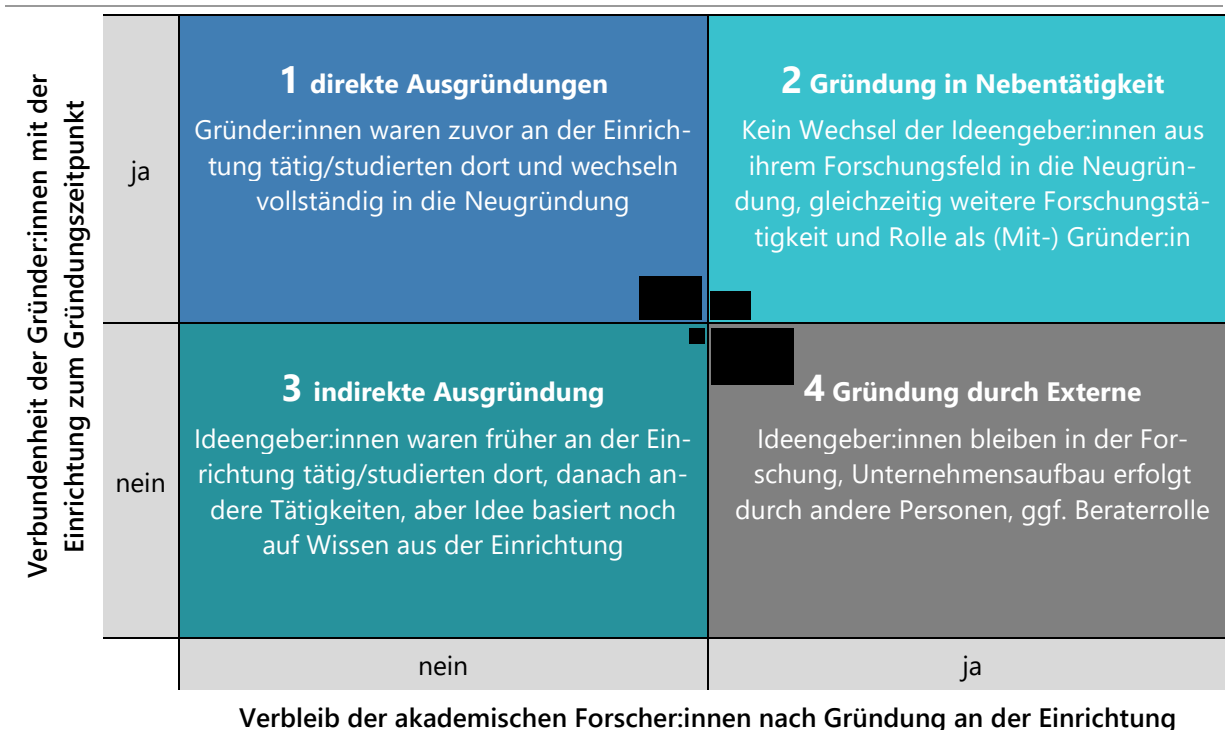 Verbundenheit der Gründer:innen mit der
Einrichtung zum Gründungszeitpunkt
ja
1 direkte Ausgründungen
Gründer:innen waren zuvor an der Einrich-
tung tätig/studierten dort und wechseln
vollständig in die Neugründung
2 Gründung in Nebentätigkeit
Kein Wechsel der Ideengeber:innen aus
ihrem Forschungsfeld in die Neugrün-
dung, gleichzeitig weitere Forschungstä-
tigkeit und Rolle als (Mit-) Gründer:in
nein
3 indirekte Ausgründung
Ideengeber:innen waren früher an der Ein-
richtung tätig/studierten dort, danach an-
dere Tätigkeiten, aber Idee basiert noch
auf Wissen aus der Einrichtung
4 Gründung durch Externe
Ideengeber:innen bleiben in der For-
schung, Unternehmensaufbau erfolgt
durch andere Personen, ggf. Beraterrolle
nein
ja
Verbleib der akademischen Forscher:innen nach Gründung an der Einrichtung